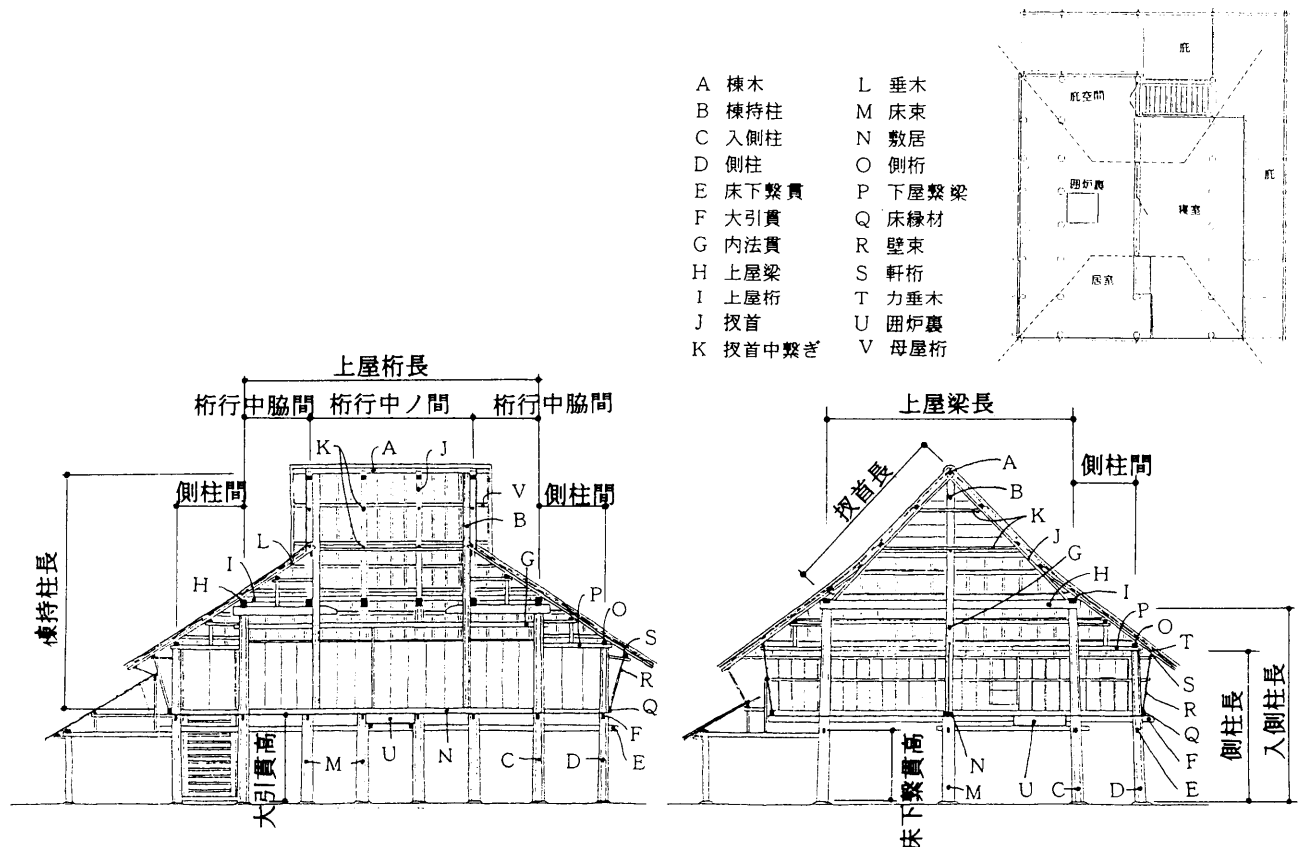 A 棟木
B 棟持柱
C 入側柱
D 側柱
E 床下繋貫
F 大引貫
G 内法貫
H 上屋梁
I 上屋桁
J 扠首
K 扠首中繋ぎ
L 垂木
M 床束
N 敷居
O 側桁
P 下屋繋梁
Q 床縁材
R 壁束
S 軒桁
T 力垂木
U 囲炉裏
V 母屋桁
庇
庇空間
庇
囲炉裏
寝室
居室
上屋桁長
桁行中脇間 桁行中ノ間 桁行中脇間
K A J
側柱間 V 側柱間
B
L G
I
H P O
棟持柱長
S
R
Q
F
M U N C D E
大引貫高
上屋梁長
A
側柱間
扠首長
B
K
J
G
H I
P O T
S
R
Q
F
N
M U C D E
床下繋貫高
側柱長
入側柱長